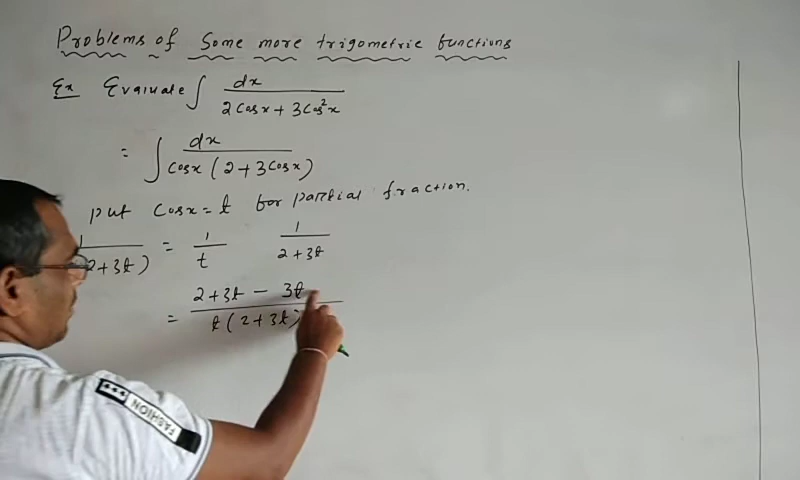 Problems of Some more trigometric functions
Ex Evaluate ∫ dx / 2cosx + 3cos²x
= ∫ dx / cosx (2+3cosx)
put cosx = t for partial fraction.
1 / 2+3t) = 1/t 1 / 2+3t
= 2+3t - 3t / t(2+3t)
FASHION